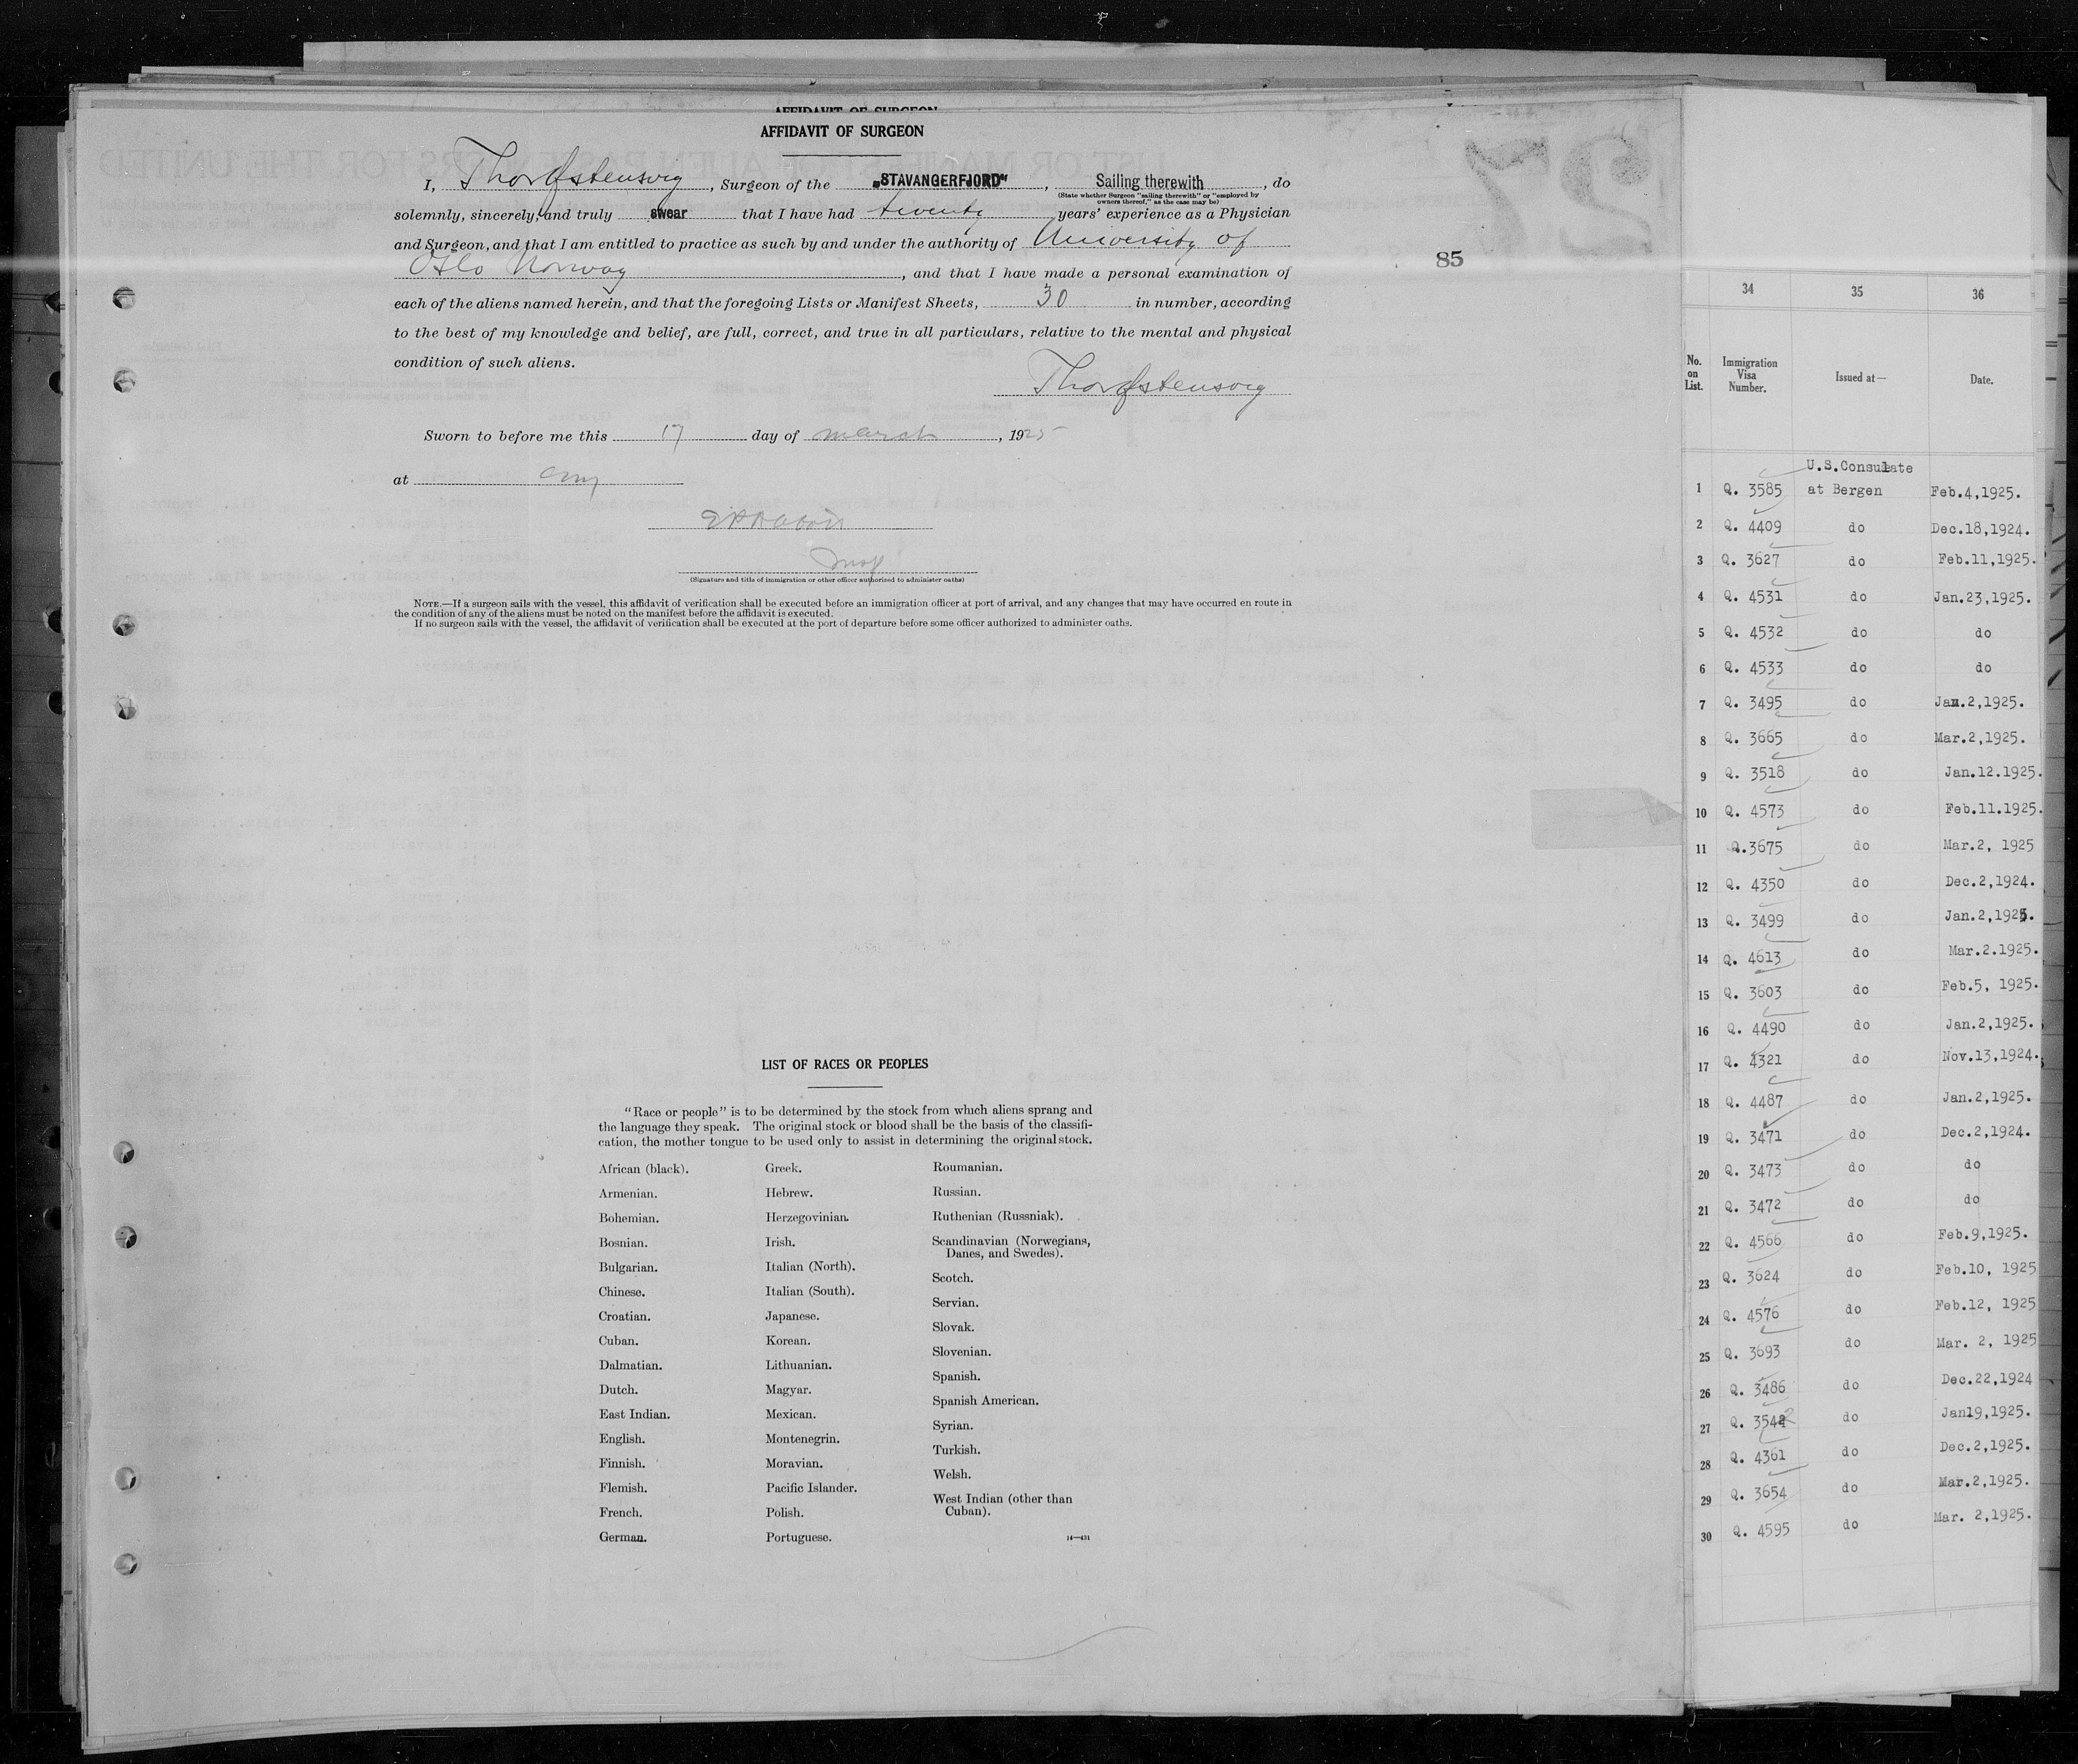 AFFIDAVIT OF SURGEON
AFFIDAVIT OF SURGEON
I, , Surgeon of the „STAVANGERFJORD“, Sailing therewith, do
(State whether Surgeon "sailing therewith" or "employed by
owners thereof," as the case may be)
solemnly, sincerely, and truly swear that I have had twenty years' experience as a Physician
and Surgeon, and that I am entitled to practice as such by and under the authority of University of
Oslo Norway, and that I have made a personal examination of
each of the aliens named herein, and that the foregoing Lists or Manifest Sheets, 30 in number, according
to the best of my knowledge and belief, are full, correct, and true in all particulars, relative to the mental and physical
condition of such aliens.
Sworn to before me this 17 day of march, 1925
at
(Signature and title of immigration or other officer authorized to administer oaths)
NOTE.—If a surgeon sails with the vessel, this affidavit of verification shall be executed before an immigration officer at port of arrival, and any changes that may have occurred en route in
the condition of any of the aliens must be noted on the manifest before the affidavit is executed.
If no surgeon sails with the vessel, the affidavit of verification shall be executed at the port of departure before some officer authorized to administer oaths.
27
85
LIST OF RACES OR PEOPLES
"Race or people" is to be determined by the stock from which aliens sprang and
the language they speak. The original stock or blood shall be the basis of the classifi-
cation, the mother tongue to be used only to assist in determining the original stock.
African (black).
Armenian.
Bohemian.
Bosnian.
Bulgarian.
Chinese.
Croatian.
Cuban.
Dalmatian.
Dutch.
East Indian.
English.
Finnish.
Flemish.
French.
German.
Greek.
Hebrew.
Herzegovinian.
Irish.
Italian (North).
Italian (South).
Japanese.
Korean.
Lithuanian.
Magyar.
Mexican.
Montenegrin.
Moravian.
Pacific Islander.
Polish.
Portuguese.
Roumanian.
Russian.
Ruthenian (Russniak).
Scandinavian (Norwegians,
Danes, and Swedes).
Scotch.
Servian.
Slovak.
Slovenian.
Spanish.
Spanish American.
Syrian.
Turkish.
Welsh.
West Indian (other than
Cuban).
14—431
34 35 36
No. on List. Immigration Visa Number. Issued at— Date.
U.S.Consulate
1 Q. 3585 at Bergen Feb.4,1925.
2 Q. 4409 do Dec.18,1924.
3 Q. 3627 do Feb.11,1925.
4 Q. 4531 do Jan.23,1925.
5 Q. 4532 do do
6 Q. 4533 do do
7 Q. 3495 do Jan.2,1925.
8 Q. 3665 do Mar.2,1925.
9 Q. 3518 do Jan.12.1925.
10 Q. 4573 do Feb.11.1925.
11 Q.3675 do Mar.2, 1925
12 Q. 4350 do Dec.2,1924.
13 Q. 3499 do Jan.2,1925.
14 Q. 4613 do Mar.2.1925.
15 Q. 3603 do Feb.5, 1925.
16 Q. 4490 do Jan.2,1925.
17 Q. 4321 do Nov.13,1924.
18 Q. 4487 do Jan.2,1925.
19 Q. 3471 do Dec.2,1924.
20 Q. 3473 do do
21 Q. 3472 do do
22 Q. 4566 do Feb.9,1925.
23 Q. 3624 do Feb.10, 1925
24 Q. 4576 do Feb.12, 1925
25 Q. 3693 do Mar. 2, 1925
26 Q. 3486 do Dec.22,1924
27 Q. 3542 do Jan19,1925.
28 Q. 4361 do Dec.2,1925.
29 Q. 3654 do Mar.2,1925.
30 Q. 4595 do Mar. 2,1925.